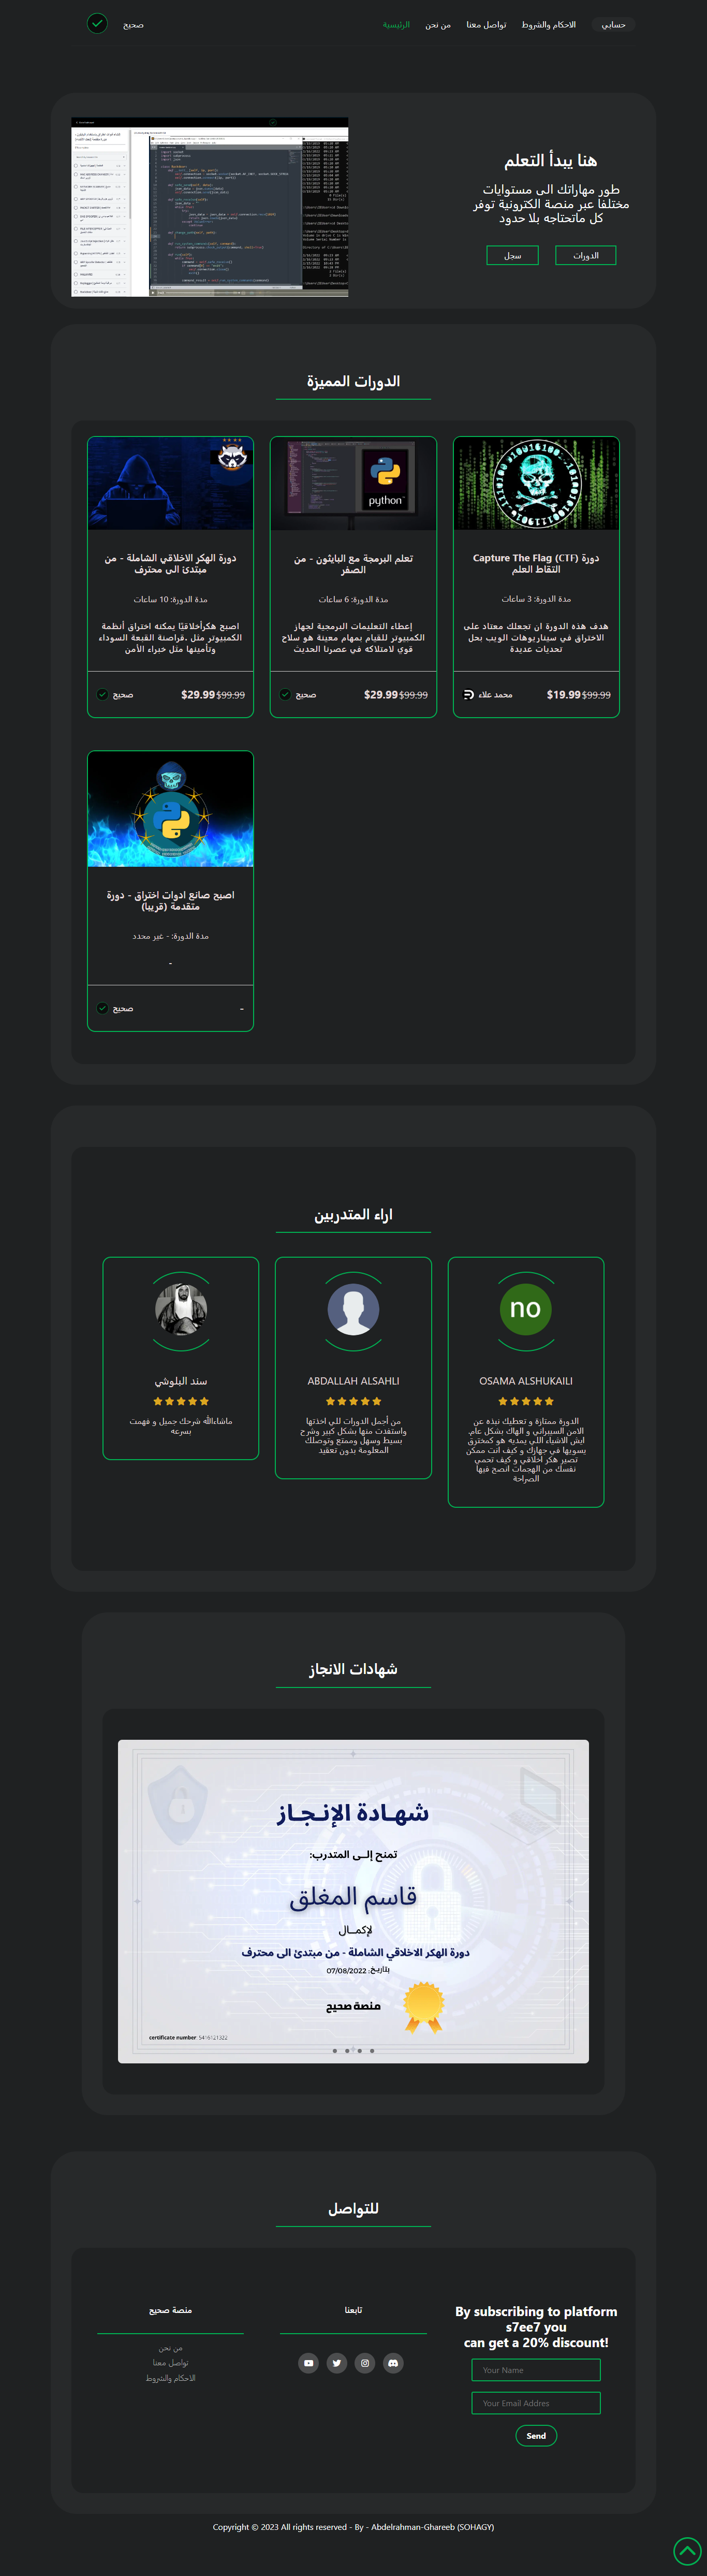 صحيح
الرئيسية
من نحن
تواصل معنا
الاحكام والشروط
حسابي
هنا يبدأ التعلم
طور مهاراتك الى مستوايات
مختلفا عبر منصة الكترونية توفر
كل ماتحتاجه بلا حدود
الدورات
سجل
الدورات المميزة
دورة Capture The Flag (CTF)
التقاط العلم
مدة الدورة: 3 ساعات
هدف هذه الدورة ان تجعلك معتاد على
الاختراق في سيناريوهات الويب بحل
تحديات عديدة
محمد علاء
$19.99 $99.99
python
تعلم البرمجة مع البايثون - من
الصفر
مدة الدورة: 6 ساعات
إعطاء التعليمات البرمجية لجهاز
الكمبيوتر للقيام بمهام معينة هو سلاح
قوي لامتلاكه في عصرنا الحديث
صحيح
$29.99 $99.99
دورة الهكر الاخلاقي الشاملة - من
مبتدئ الى محترف
مدة الدورة: 10 ساعات
اصبح هكرأخلاقيًا يمكنه اختراق أنظمة
الكمبيوتر مثل .قراصنة القبعة السوداء
وتأمينها مثل خبراء الأمن
صحيح
$29.99 $99.99
اصبح صانع ادوات اختراق - دورة
متقدمة (قريبا)
مدة الدورة: - غير محدد
-
صحيح
-
اراء المتدربين
no
OSAMA ALSHUKAILI
الدورة ممتازة و تعطيك نبذه عن
الامن السيبراني و الهاك بشكل عام.
ايش الاشياء اللي يمديه هو كمخترق
يسويها في جهازك و كيف انت ممكن
تصير هكر اخلاقي و كيف تحمي
نفسك من الهجمات انصح فيها
الصراحة
ABDALLAH ALSAHLI
من أجمل الدورات للي اخذتها
واستفدت منها بشكل كبير وشرح
بسيط وسهل وممتع وتوصلك
المعلومة بدون تعقيد
سند البلوشي
ماشاءالله شرحك جميل و فهمت
بسرعه
شهادات الانجاز
شهـادة الإنـجـاز
تمنح إلــى المتدرب:
قاسم المغلق
لإكمــال
دورة الهكر الاخلاقي الشاملة - من مبتدئ الى محترف
بتاريـخ: 07/08/2022
منصة صحيح
certificate number: 5416121322
للتواصل
By subscribing to platform
s7ee7 you
can get a 20% discount!
Your Name
Your Email Addres
Send
تابعنا
منصة صحيح
من نحن
تواصل معنا
الاحكام والشروط
Copyright © 2023 All rights reserved - By - Abdelrahman-Ghareeb (SOHAGY)